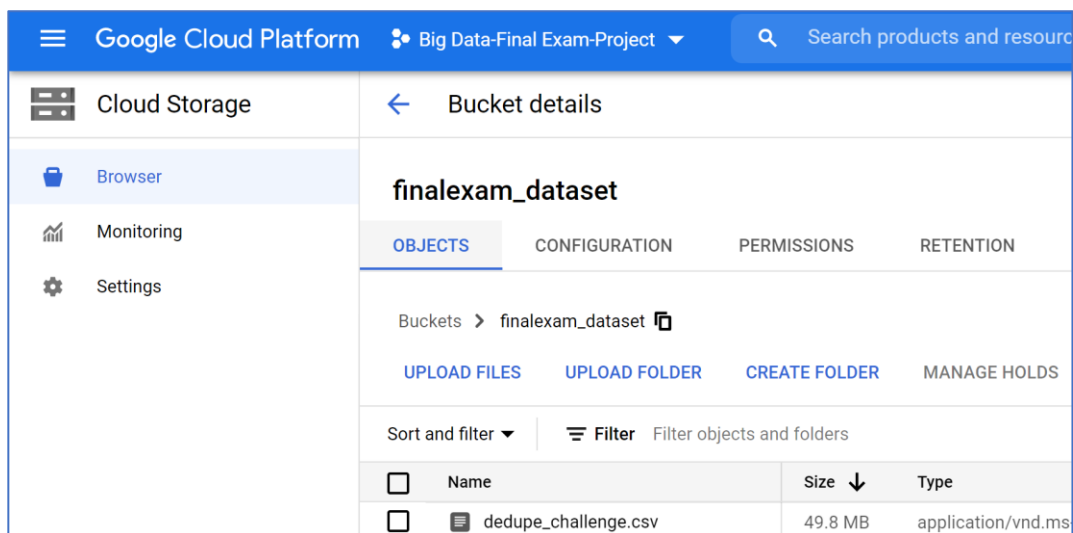 Google Cloud Platform Big Data-Final Exam-Project Search products and resourc
Cloud Storage Bucket details
Browser
Monitoring
Settings
finalexam_dataset
OBJECTS CONFIGURATION PERMISSIONS RETENTION
Buckets > finalexam_dataset
UPLOAD FILES UPLOAD FOLDER CREATE FOLDER MANAGE HOLDS
Sort and filter Filter Filter objects and folders
Name Size Type
dedupe_challenge.csv 49.8 MB application/vnd.ms-